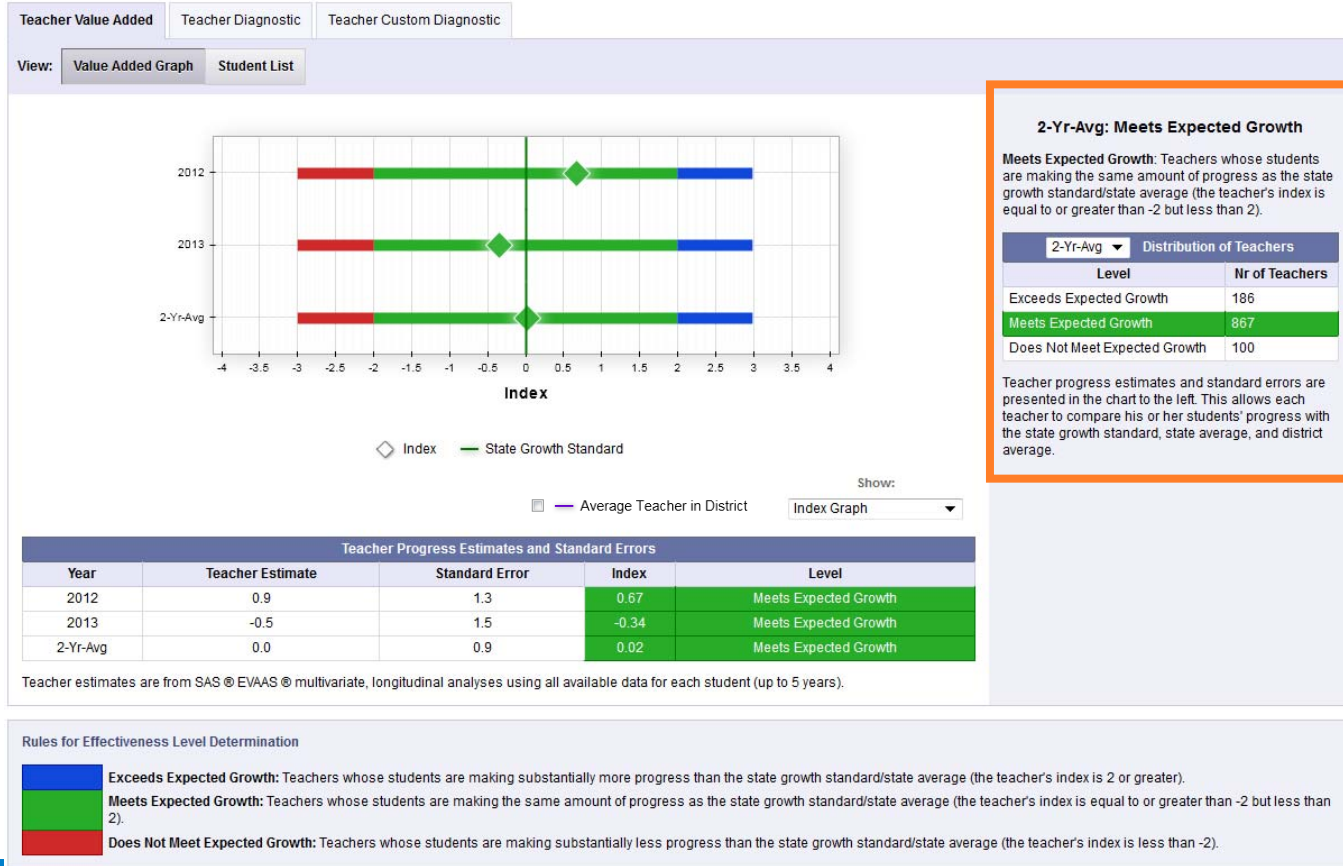 Teacher Value Added Teacher Diagnostic Teacher Custom Diagnostic
View: Value Added Graph Student List
2012
2013
2-Yr-Avg
-4 -3.5 -3 -2.5 -2 -1.5 -1 -0.5 0 0.5 1 1.5 2 2.5 3 3.5 4
Index
Index State Growth Standard
Show:
Average Teacher in District Index Graph
2-Yr-Avg: Meets Expected Growth
Meets Expected Growth: Teachers whose students
are making the same amount of progress as the state
growth standard/state average (the teacher's index is
equal to or greater than -2 but less than 2).
2-Yr-Avg Distribution of Teachers
Level Nr of Teachers
Exceeds Expected Growth 186
Meets Expected Growth 867
Does Not Meet Expected Growth 100
Teacher progress estimates and standard errors are
presented in the chart to the left. This allows each
teacher to compare his or her students' progress with
the state growth standard, state average, and district
average.
Teacher Progress Estimates and Standard Errors
Year Teacher Estimate Standard Error Index Level
2012 0.9 1.3 0.67 Meets Expected Growth
2013 -0.5 1.5 -0.34 Meets Expected Growth
2-Yr-Avg 0.0 0.9 0.02 Meets Expected Growth
Teacher estimates are from SAS ® EVAAS ® multivariate, longitudinal analyses using all available data for each student (up to 5 years).
Rules for Effectiveness Level Determination
Exceeds Expected Growth: Teachers whose students are making substantially more progress than the state growth standard/state average (the teacher's index is 2 or greater).
Meets Expected Growth: Teachers whose students are making the same amount of progress as the state growth standard/state average (the teacher's index is equal to or greater than -2 but less than
2).
Does Not Meet Expected Growth: Teachers whose students are making substantially less progress than the state growth standard/state average (the teacher's index is less than -2).